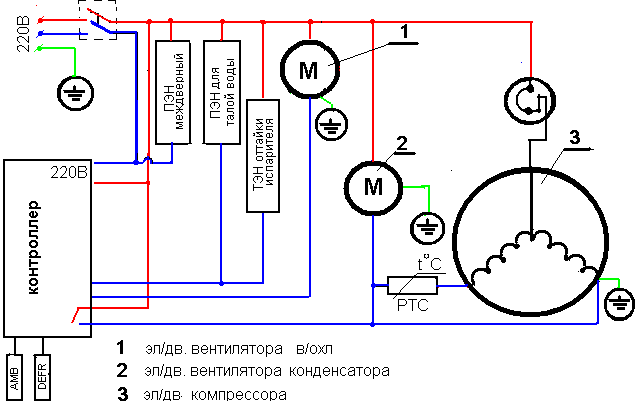 220В
ПЭН междверный
ПЭН для талой воды
ТЭН оттайки испарителя
М
1
М
2
3
220В
контроллер
t°C
РТС
AMB
DEFR
1 эл/дв. вентилятора в/охл
2 эл/дв. вентилятора конденсатора
3 эл/дв. компрессора